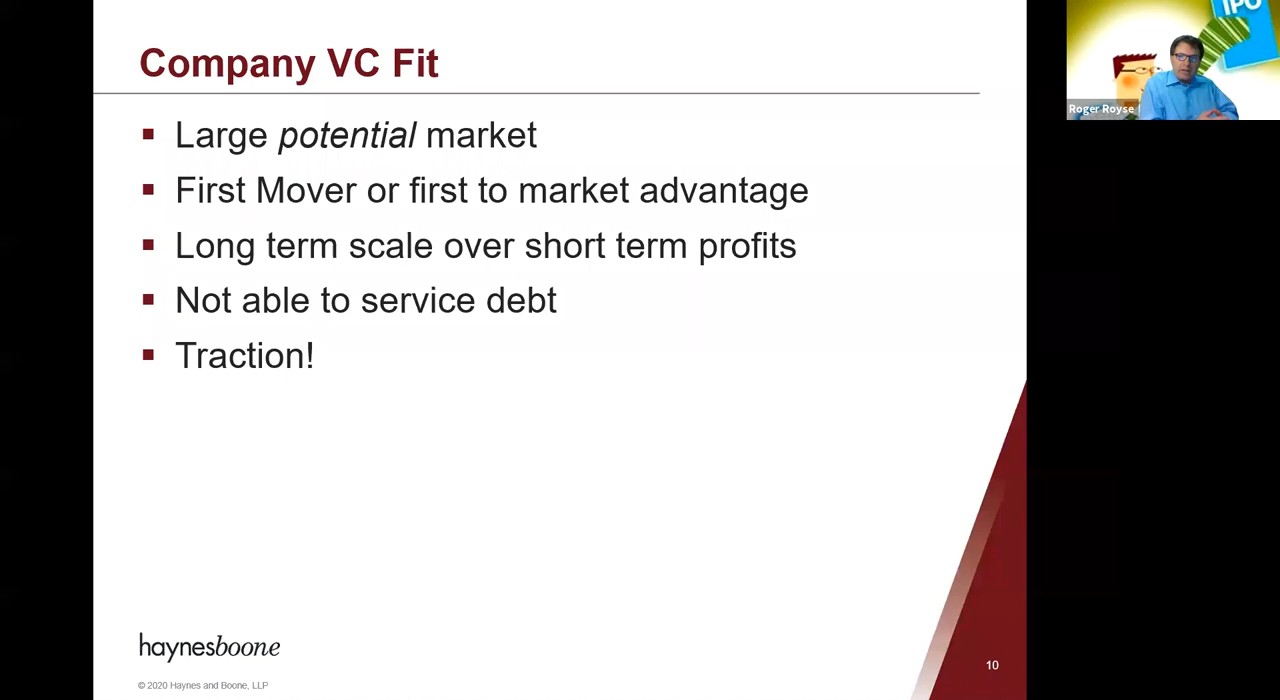 Company VC Fit
Large potential market
First Mover or first to market advantage
Long term scale over short term profits
Not able to service debt
Traction!
haynesboone
© 2020 Haynes and Boone, LLP
10
IPO
Roger Royse